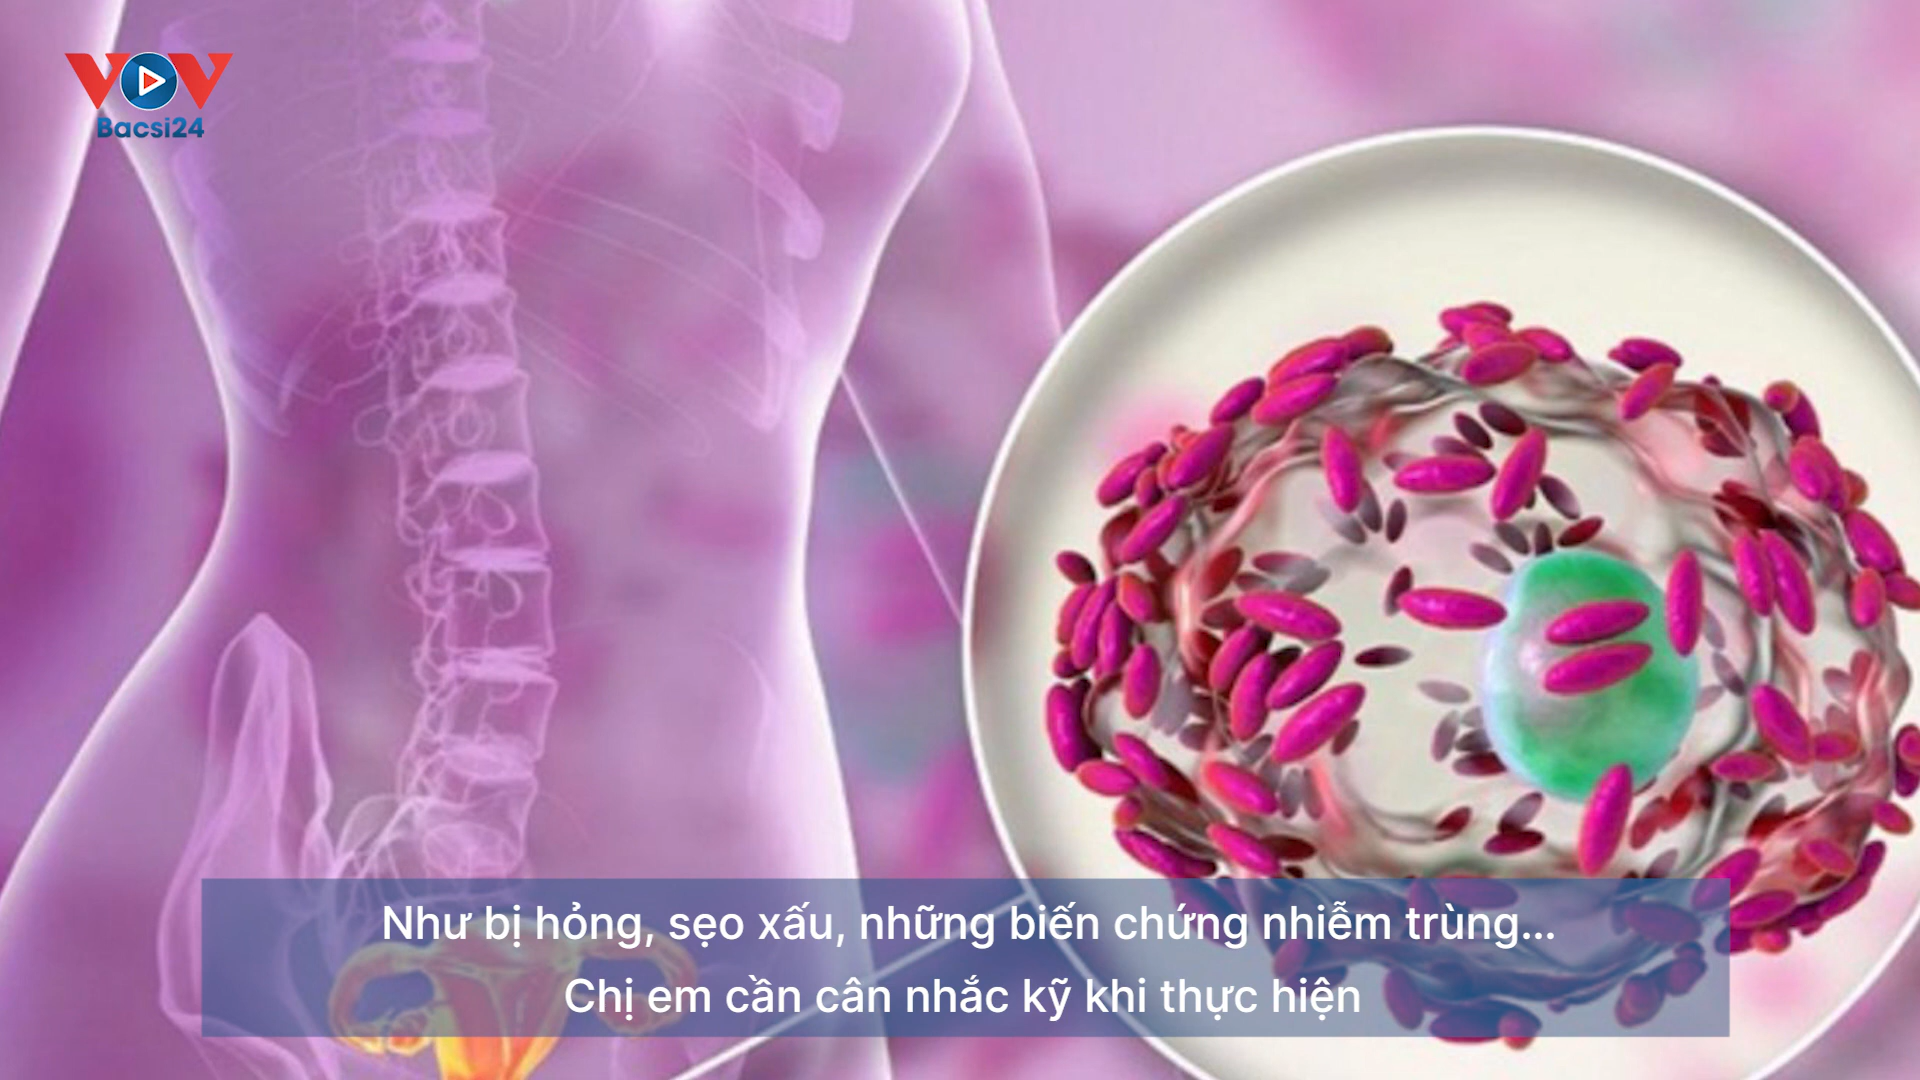 VOV
Bacsi24
Như bị hỏng, sẹo xấu, những biến chứng nhiễm trùng...
Chị em cần cân nhắc kỹ khi thực hiện